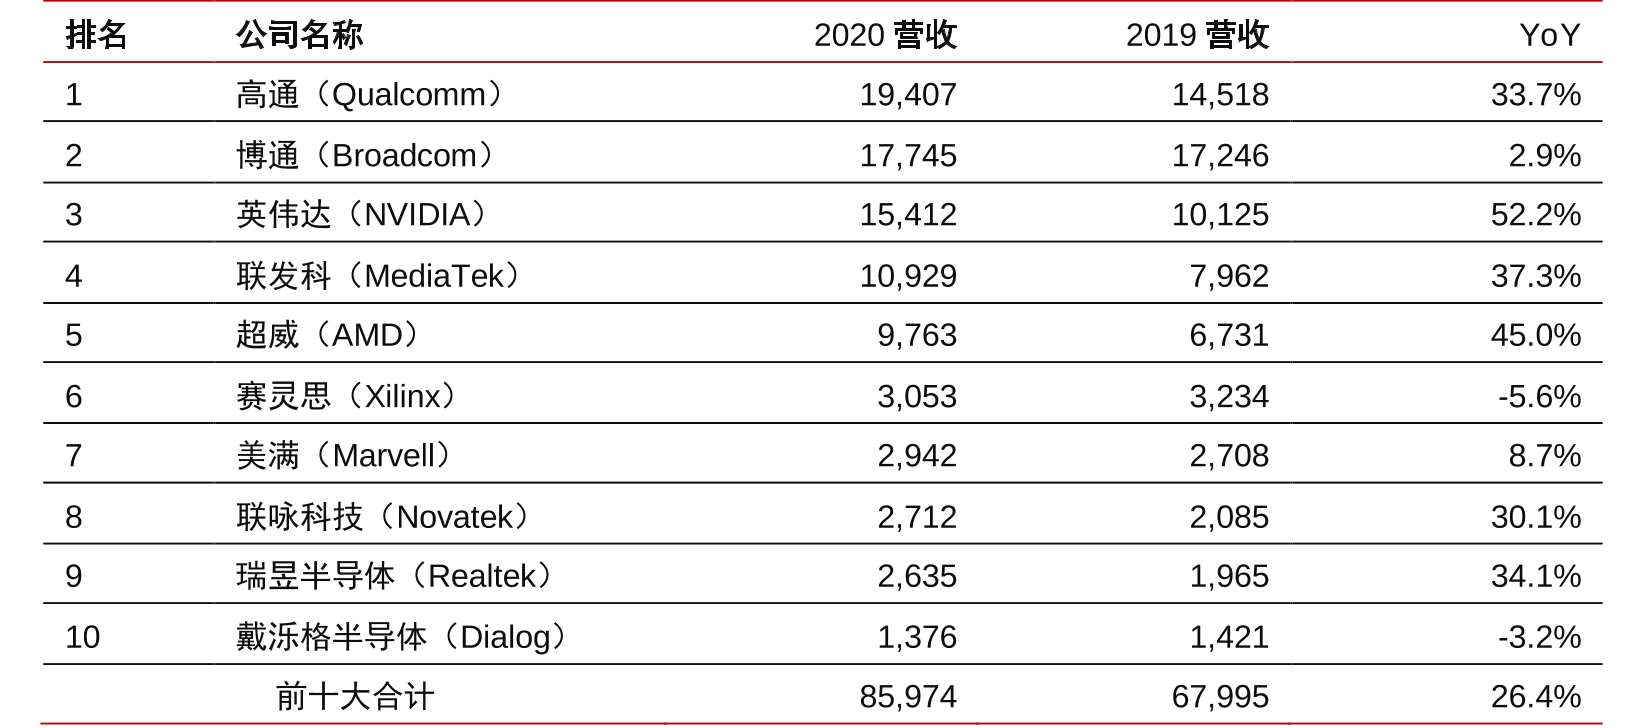 排名 公司名称 2020 营收 2019 营收 YoY
1 高通（Qualcomm） 19,407 14,518 33.7%
2 博通（Broadcom） 17,745 17,246 2.9%
3 英伟达（NVIDIA） 15,412 10,125 52.2%
4 联发科（MediaTek） 10,929 7,962 37.3%
5 超威（AMD） 9,763 6,731 45.0%
6 赛灵思（Xilinx） 3,053 3,234 -5.6%
7 美满（Marvell） 2,942 2,708 8.7%
8 联咏科技（Novatek） 2,712 2,085 30.1%
9 瑞昱半导体（Realtek） 2,635 1,965 34.1%
10 戴泺格半导体（Dialog） 1,376 1,421 -3.2%
前十大合计 85,974 67,995 26.4%